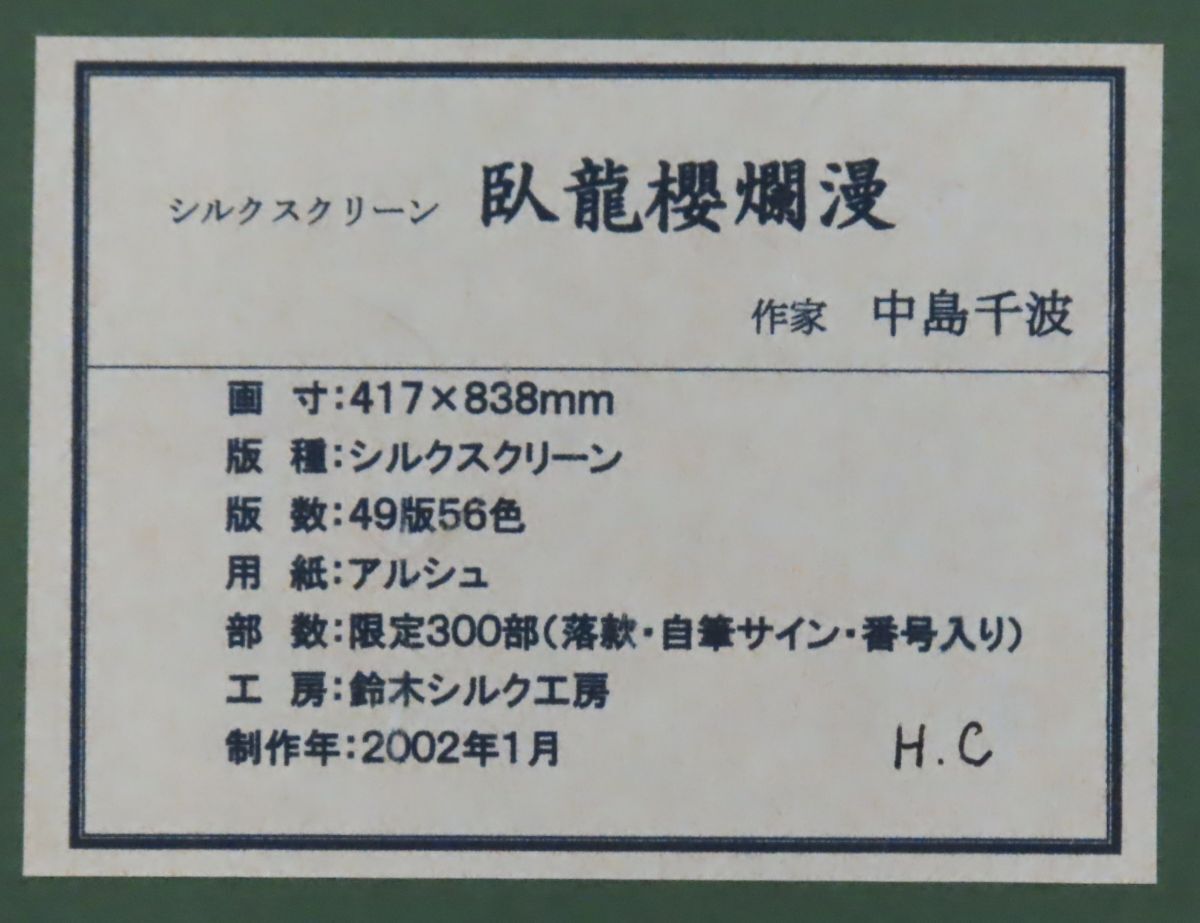 シルクスクリーン 臥龍櫻爛漫
作家 中島千波
画 寸：417×838mm
版 種：シルクスクリーン
版 数：49版56色
用 紙：アルシュ
部 数：限定300部（落款・自筆サイン・番号入り）
工 房：鈴木シルク工房
制作年：2002年1月
H.C